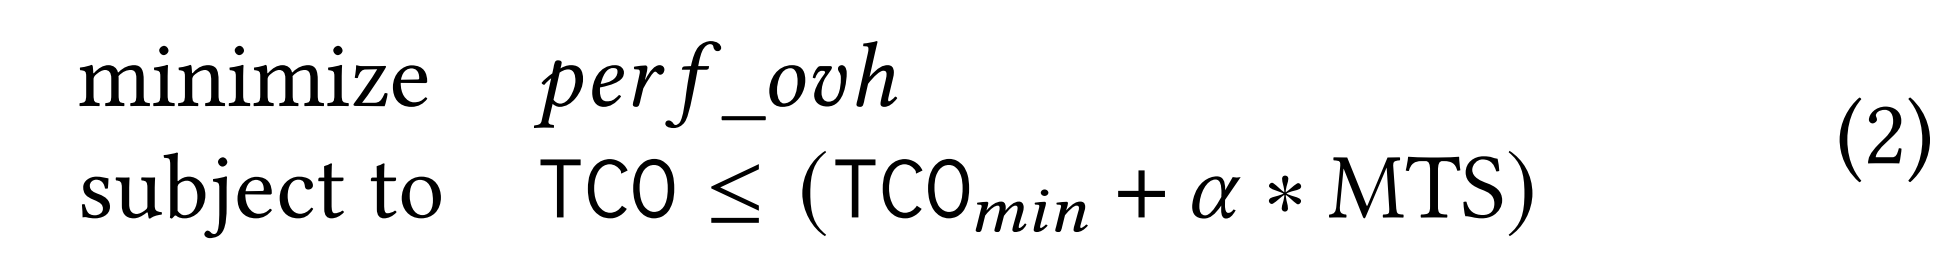 minimize perf_ovh
subject to TCO ≤ (TCO_min + α * MTS)
(2)